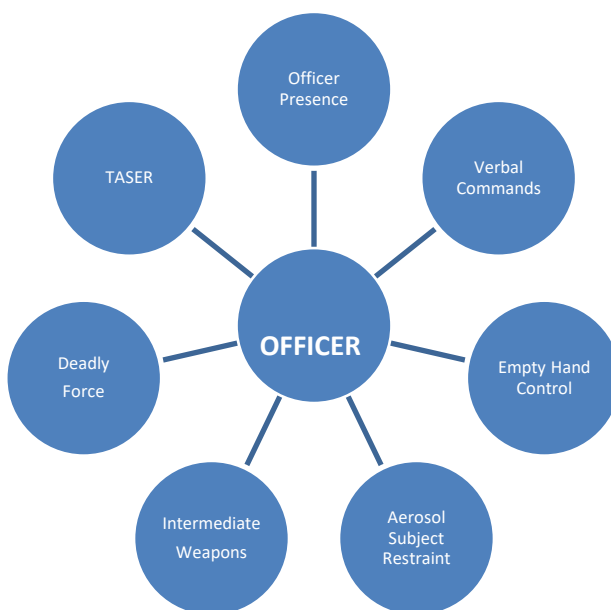 Officer
Presence
TASER
Verbal
Commands
OFFICER
Deadly
Force
Empty Hand
Control
Intermediate
Weapons
Aerosol
Subject
Restraint